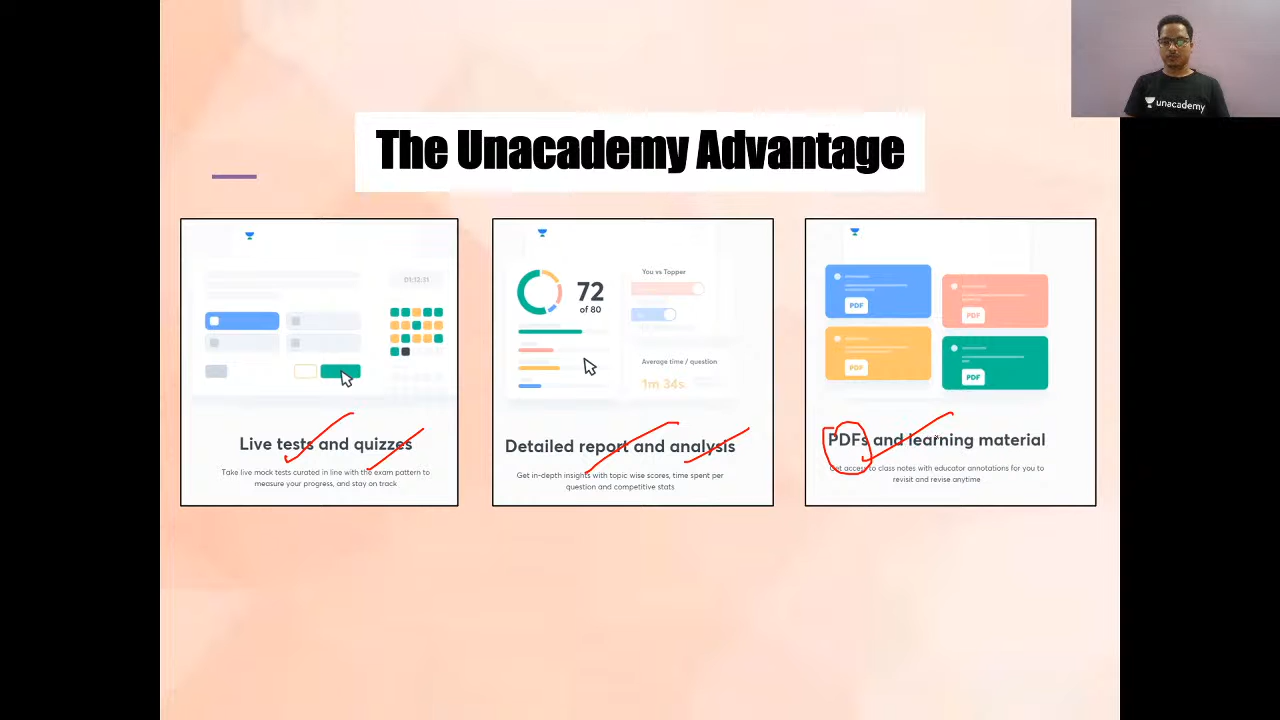 unacademy
The Unacademy Advantage
01:12:21
Live tests and quizzes
Take live mock tests curated in line with the exam pattern to
measure your progress, and stay on track
72
of 80
You vs Topper
Average time / question
1m 34s
Detailed report and analysis
Get in-depth insights with topic wise scores, time spent per
question and competitive stats
PDF
PDF
PDF
PDF
PDFs and learning material
Get access to class notes with educator annotations for you to
revisit and revise anytime